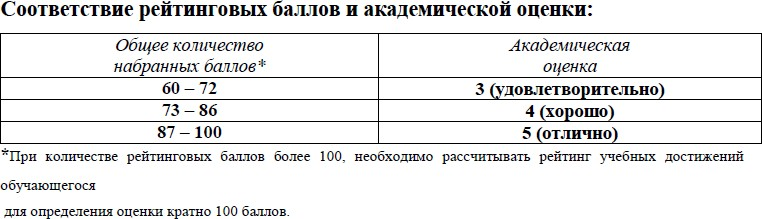 Соответствие рейтинговых баллов и академической оценки:
Общее количество
набранных баллов*
Академическая
оценка
60 – 72
3 (удовлетворительно)
73 – 86
4 (хорошо)
87 – 100
5 (отлично)
*При количестве рейтинговых баллов более 100, необходимо рассчитывать рейтинг учебных достижений
обучающегося
для определения оценки кратно 100 баллов.